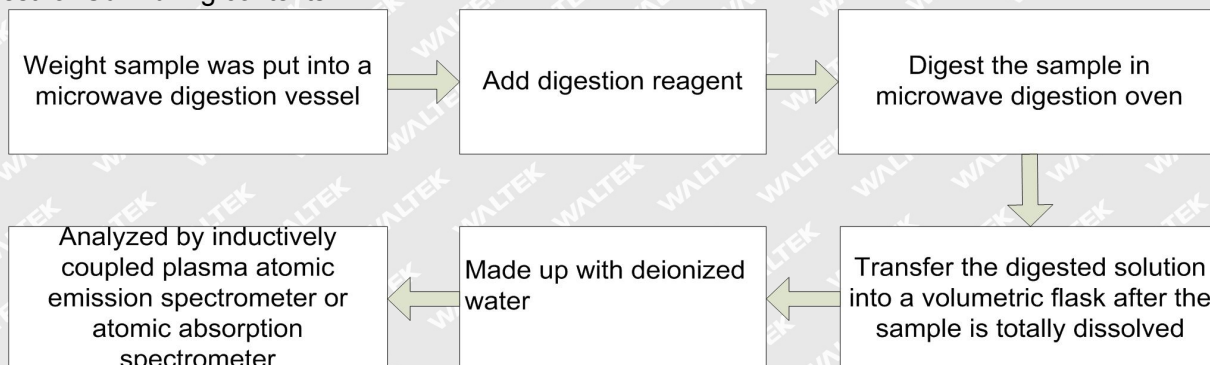 Weight sample was put into a
microwave digestion vessel
Add digestion reagent
Digest the sample in
microwave digestion oven
Transfer the digested solution
into a volumetric flask after the
sample is totally dissolved
Made up with deionized
water
Analyzed by inductively
coupled plasma atomic
emission spectrometer or
atomic absorption
spectrometer
WALTEK